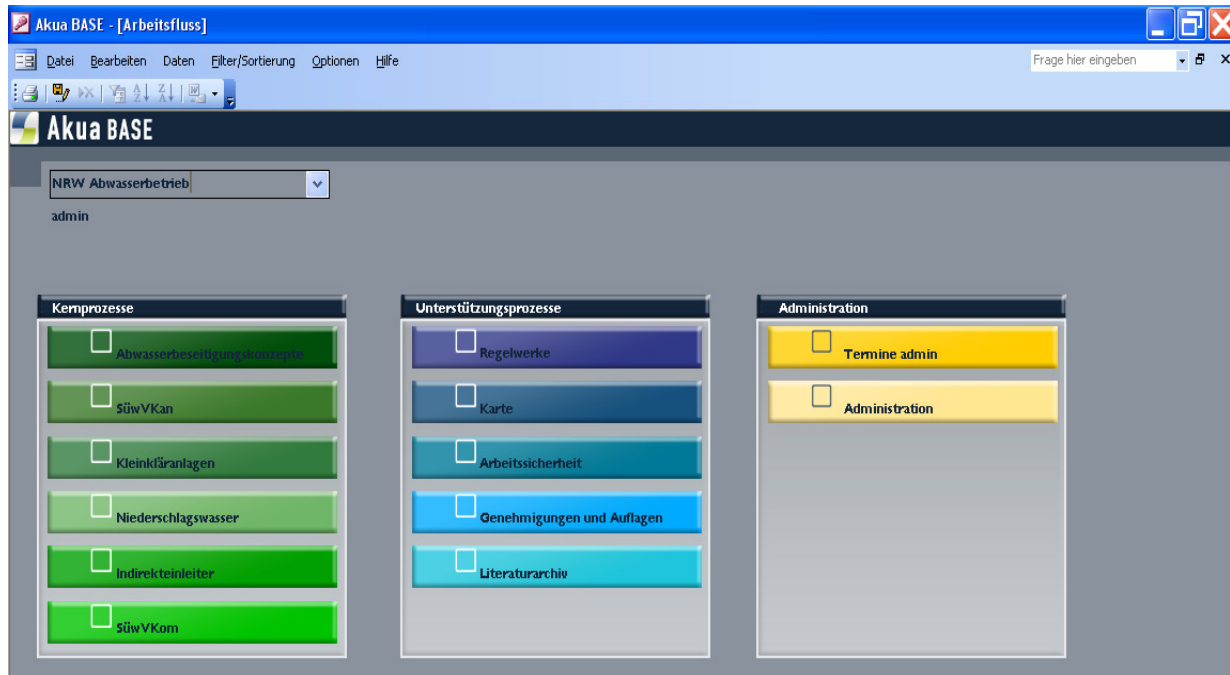 Akua BASE - [Arbeitsfluss]
Datei Bearbeiten Daten Filter/Sortierung Optionen Hilfe
Frage hier eingeben
Akua BASE
NRW Abwasserbetrieb
admin
Kernprozesse
Abwasserbeseitigungskonzepte
SüwVKan
Kleinkläranlagen
Niederschlagswasser
Indirekteinleiter
SüwVKom
Unterstützungsprozesse
Regelwerke
Karte
Arbeitssicherheit
Genehmigungen und Auflagen
Literaturarchiv
Administration
Termine admin
Administration